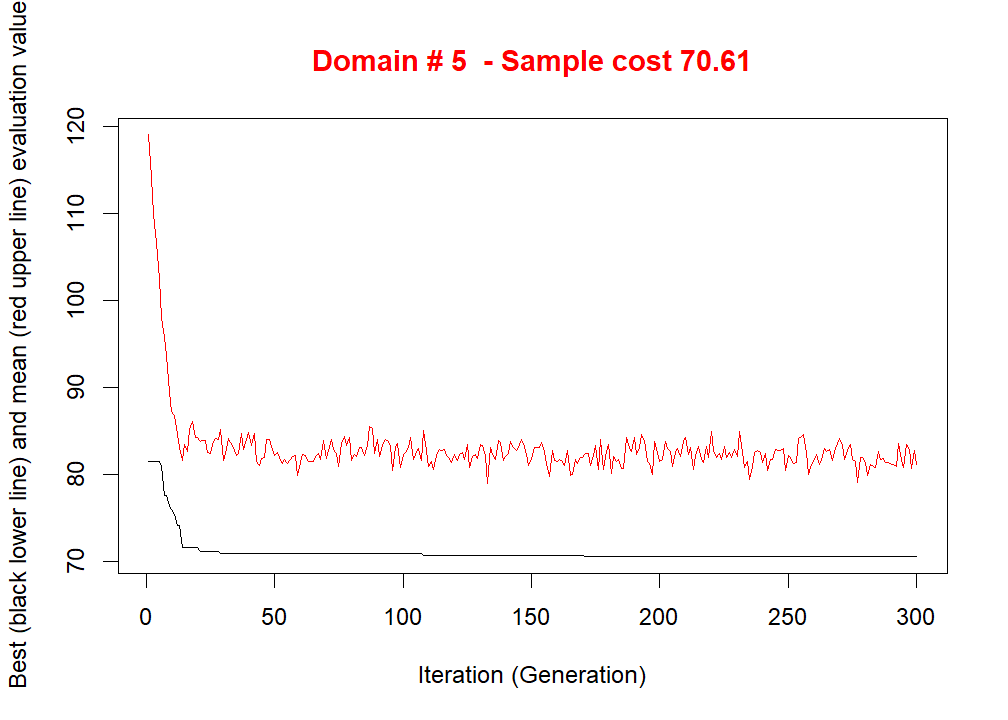 Domain # 5  - Sample cost 70.61
Best (black lower line) and mean (red upper line) evaluation value
120
110
100
90
80
70
0 50 100 150 200 250 300
Iteration (Generation)